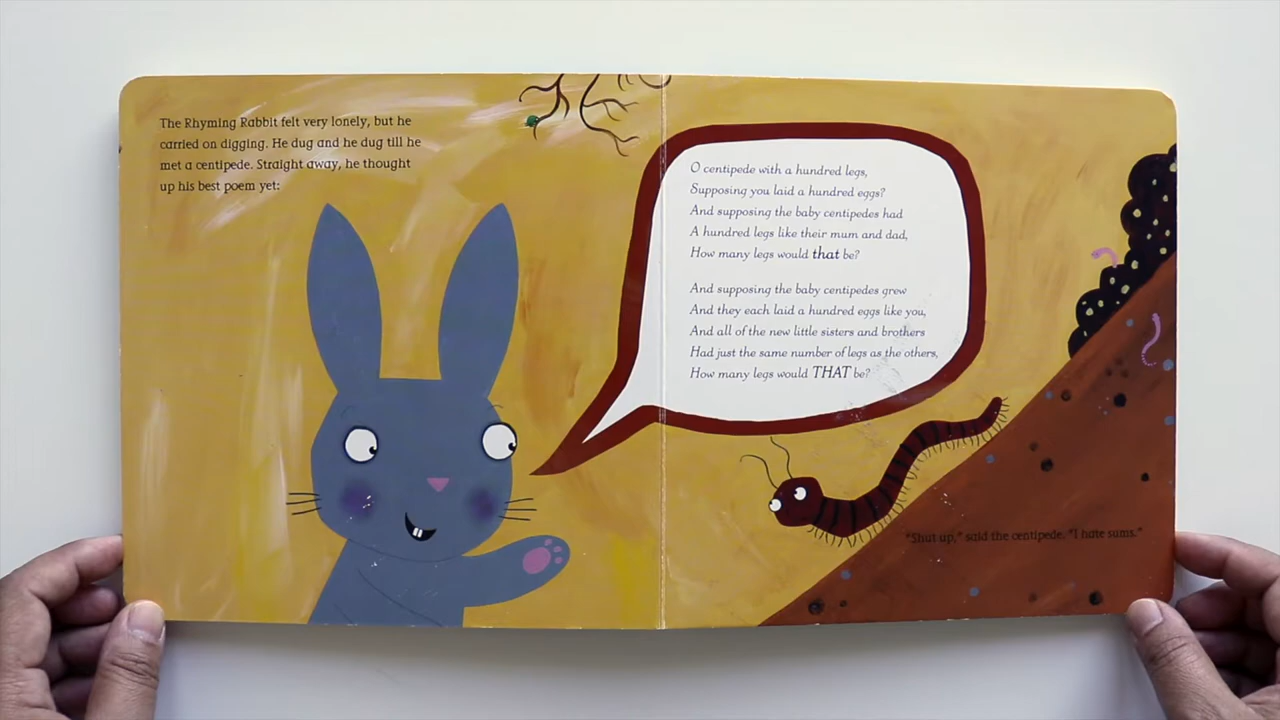 The Rhyming Rabbit felt very lonely, but he
carried on digging. He dug and he dug till he
met a centipede. Straight away, he thought
up his best poem yet:
O centipede with a hundred legs,
Supposing you laid a hundred eggs?
And supposing the baby centipedes had
A hundred legs like their mum and dad,
How many legs would that be?
And supposing the baby centipedes grew
And they each laid a hundred eggs like you,
And all of the new little sisters and brothers
Had just the same number of legs as the others,
How many legs would THAT be?
"Shut up," said the centipede. "I hate sums."